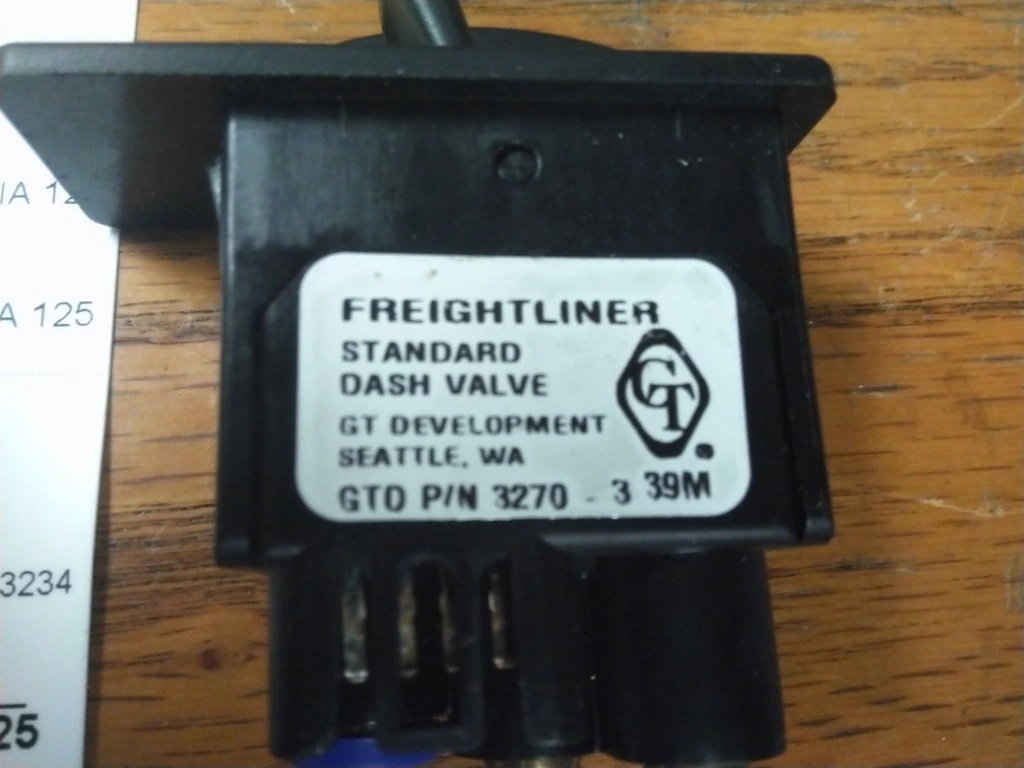 FREIGHTLINER
STANDARD
DASH VALVE
GT DEVELOPMENT
SEATTLE, WA
GTD P/N 3270 - 3 39M
GT
A 125
3234
25